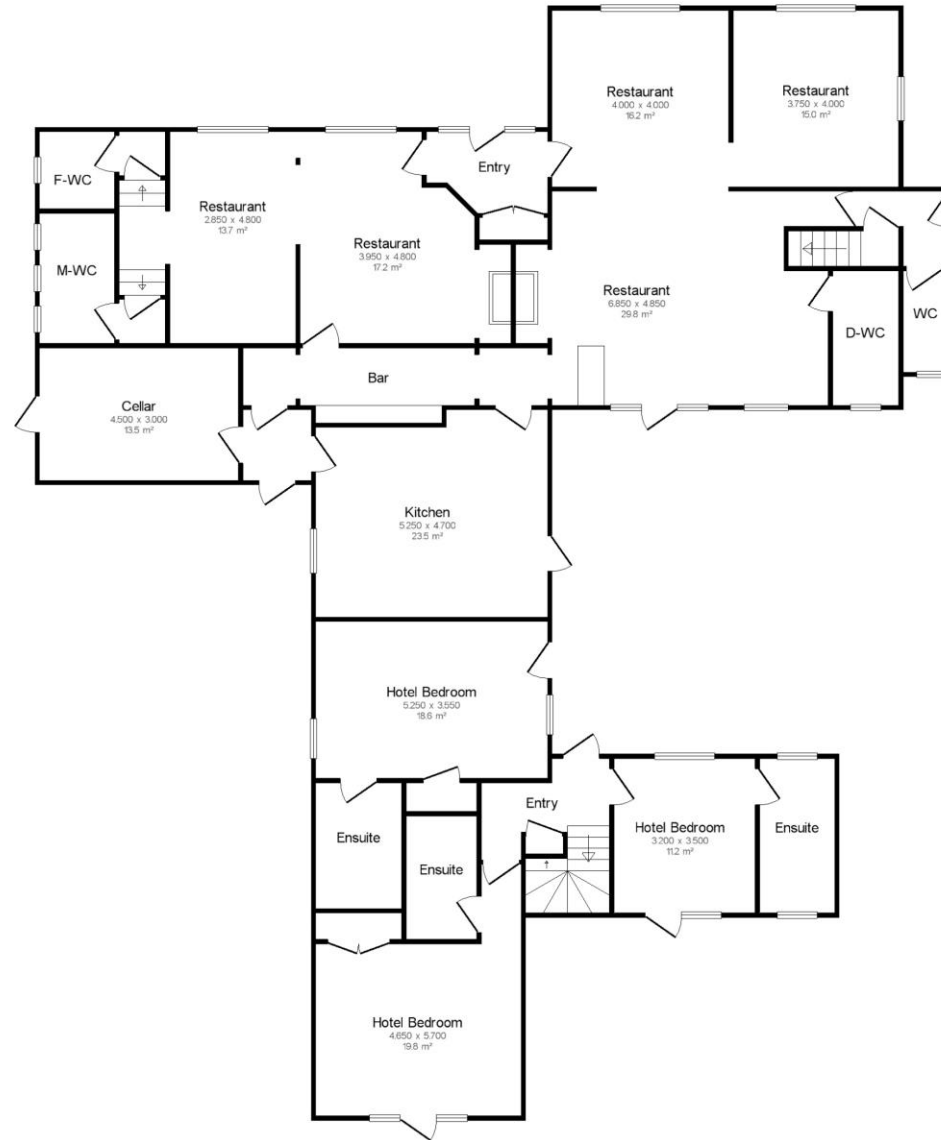 Restaurant
4.000 x 4.000
16.2 m²
Restaurant
3.750 x 4.000
15.0 m²
Entry
F-WC
Restaurant
2.850 x 4.800
13.7 m²
Restaurant
3.950 x 4.800
17.2 m²
M-WC
Restaurant
6.850 x 4.850
29.8 m²
D-WC
WC
Bar
Cellar
4.500 x 3.000
13.5 m²
Kitchen
5.250 x 4.700
23.5 m²
Hotel Bedroom
5.250 x 3.550
18.6 m²
Entry
Hotel Bedroom
3.200 x 3.500
11.2 m²
Ensuite
Ensuite
Ensuite
Hotel Bedroom
4.650 x 5.700
19.8 m²